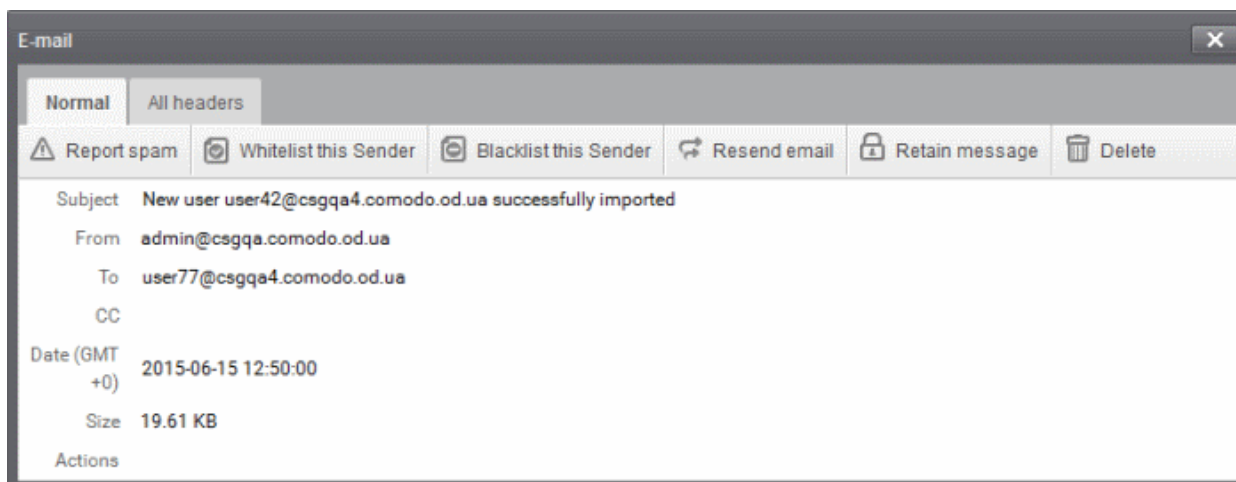 E-mail
Normal All headers
Report spam Whitelist this Sender Blacklist this Sender Resend email Retain message Delete
Subject New user user42@csgqa4.comodo.od.ua successfully imported
From admin@csgqa.comodo.od.ua
To user77@csgqa4.comodo.od.ua
CC
Date (GMT
+0) 2015-06-15 12:50:00
Size 19.61 KB
Actions